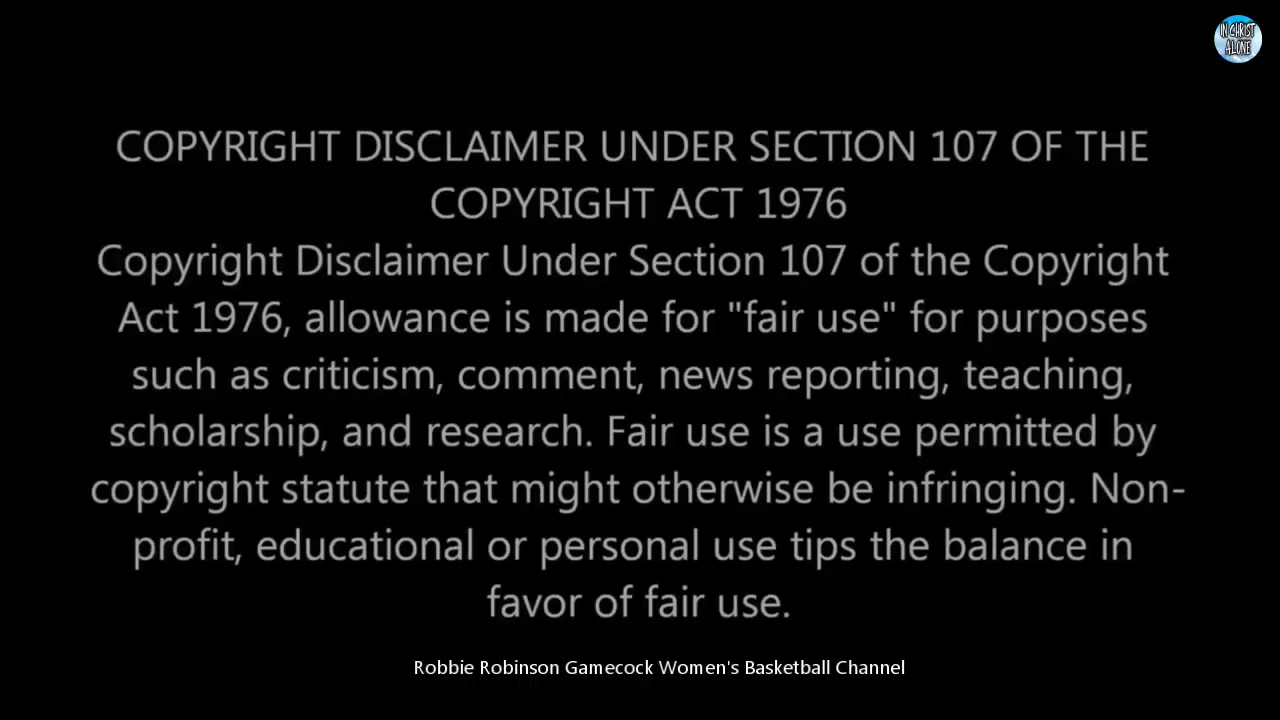 IN CHRIST
ALONE
COPYRIGHT DISCLAIMER UNDER SECTION 107 OF THE
COPYRIGHT ACT 1976
Copyright Disclaimer Under Section 107 of the Copyright
Act 1976, allowance is made for "fair use" for purposes
such as criticism, comment, news reporting, teaching,
scholarship, and research. Fair use is a use permitted by
copyright statute that might otherwise be infringing. Non-
profit, educational or personal use tips the balance in
favor of fair use.
Robbie Robinson Gamecock Women's Basketball Channel